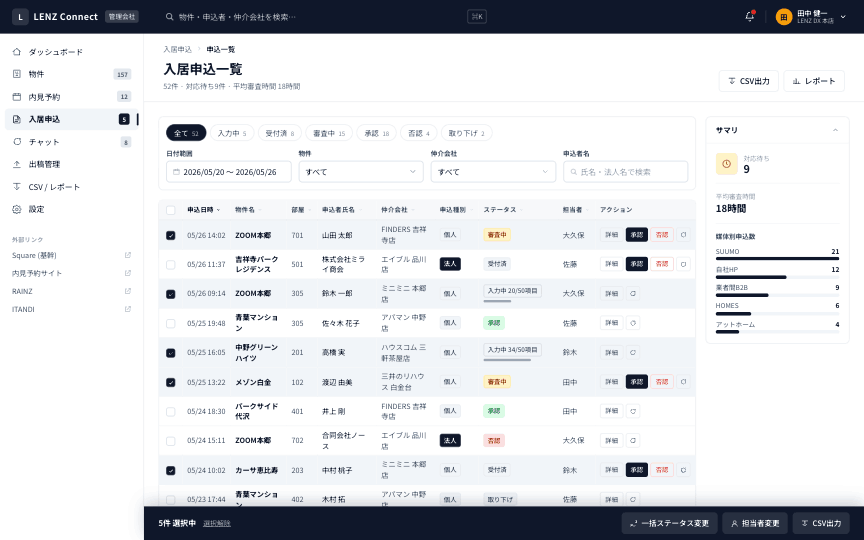 L LENZ Connect 管理会社
物件・申込者・仲介会社を検索…
⌘K
田 田中 健一
LENZ DX 本店
ダッシュボード
物件 157
内見予約 12
入居申込 5
チャット 8
出稿管理
CSV / レポート
設定
外部リンク
Square (基幹)
内見予約サイト
RAINZ
ITANDI
入居申込 › 申込一覧
入居申込一覧
52件 · 対応待ち9件 · 平均審査時間 18時間
CSV出力 レポート
全て 52 入力中 5 受付済 8 審査中 15 承認 18 否認 4 取り下げ 2
日付範囲 物件 仲介会社 申込者名
2026/05/20 〜 2026/05/26 すべて すべて 氏名・法人名で検索
申込日時 物件名 部屋 申込者氏名 仲介会社 申込種別 ステータス 担当者 アクション
05/26 14:02 ZOOM本郷 701 山田 太郎 FINDERS 吉祥寺店 個人 審査中 大久保 詳細 承認 否認
05/26 11:37 吉祥寺パークレジデンス 501 株式会社ミライ商会 エイブル 品川店 法人 受付済 佐藤 詳細 承認 否認
05/26 09:14 ZOOM本郷 305 鈴木 一郎 ミニミニ 本郷店 個人 入力中 20/50項目 大久保 詳細
05/25 19:48 青葉マンション 305 佐々木 花子 アパマン 中野店 個人 承認 佐藤 詳細
05/25 16:05 中野グリーンハイツ 201 高橋 実 ハウスコム 三軒茶屋店 個人 入力中 34/50項目 鈴木 詳細
05/25 13:22 メゾン白金 102 渡辺 由美 三井のリハウス 白金台 個人 審査中 田中 詳細 承認 否認
05/24 18:30 パークサイド代沢 401 井上 剛 FINDERS 吉祥寺店 個人 承認 田中 詳細
05/24 15:11 ZOOM本郷 702 合同会社ノース エイブル 品川店 法人 否認 大久保 詳細
05/24 10:02 カーサ恵比寿 203 中村 桃子 ミニミニ 本郷店 個人 受付済 鈴木 詳細 承認 否認
05/23 17:44 青葉マンション 402 木村 拓 アパマン 中野店 個人 取り下げ 佐藤 詳細
サマリ
対応待ち
9
平均審査時間
18時間
媒体別申込数
SUUMO 21
自社HP 12
業者間B2B 9
HOMES 6
アットホーム 4
5件 選択中 選択解除
一括ステータス変更 担当者変更 CSV出力